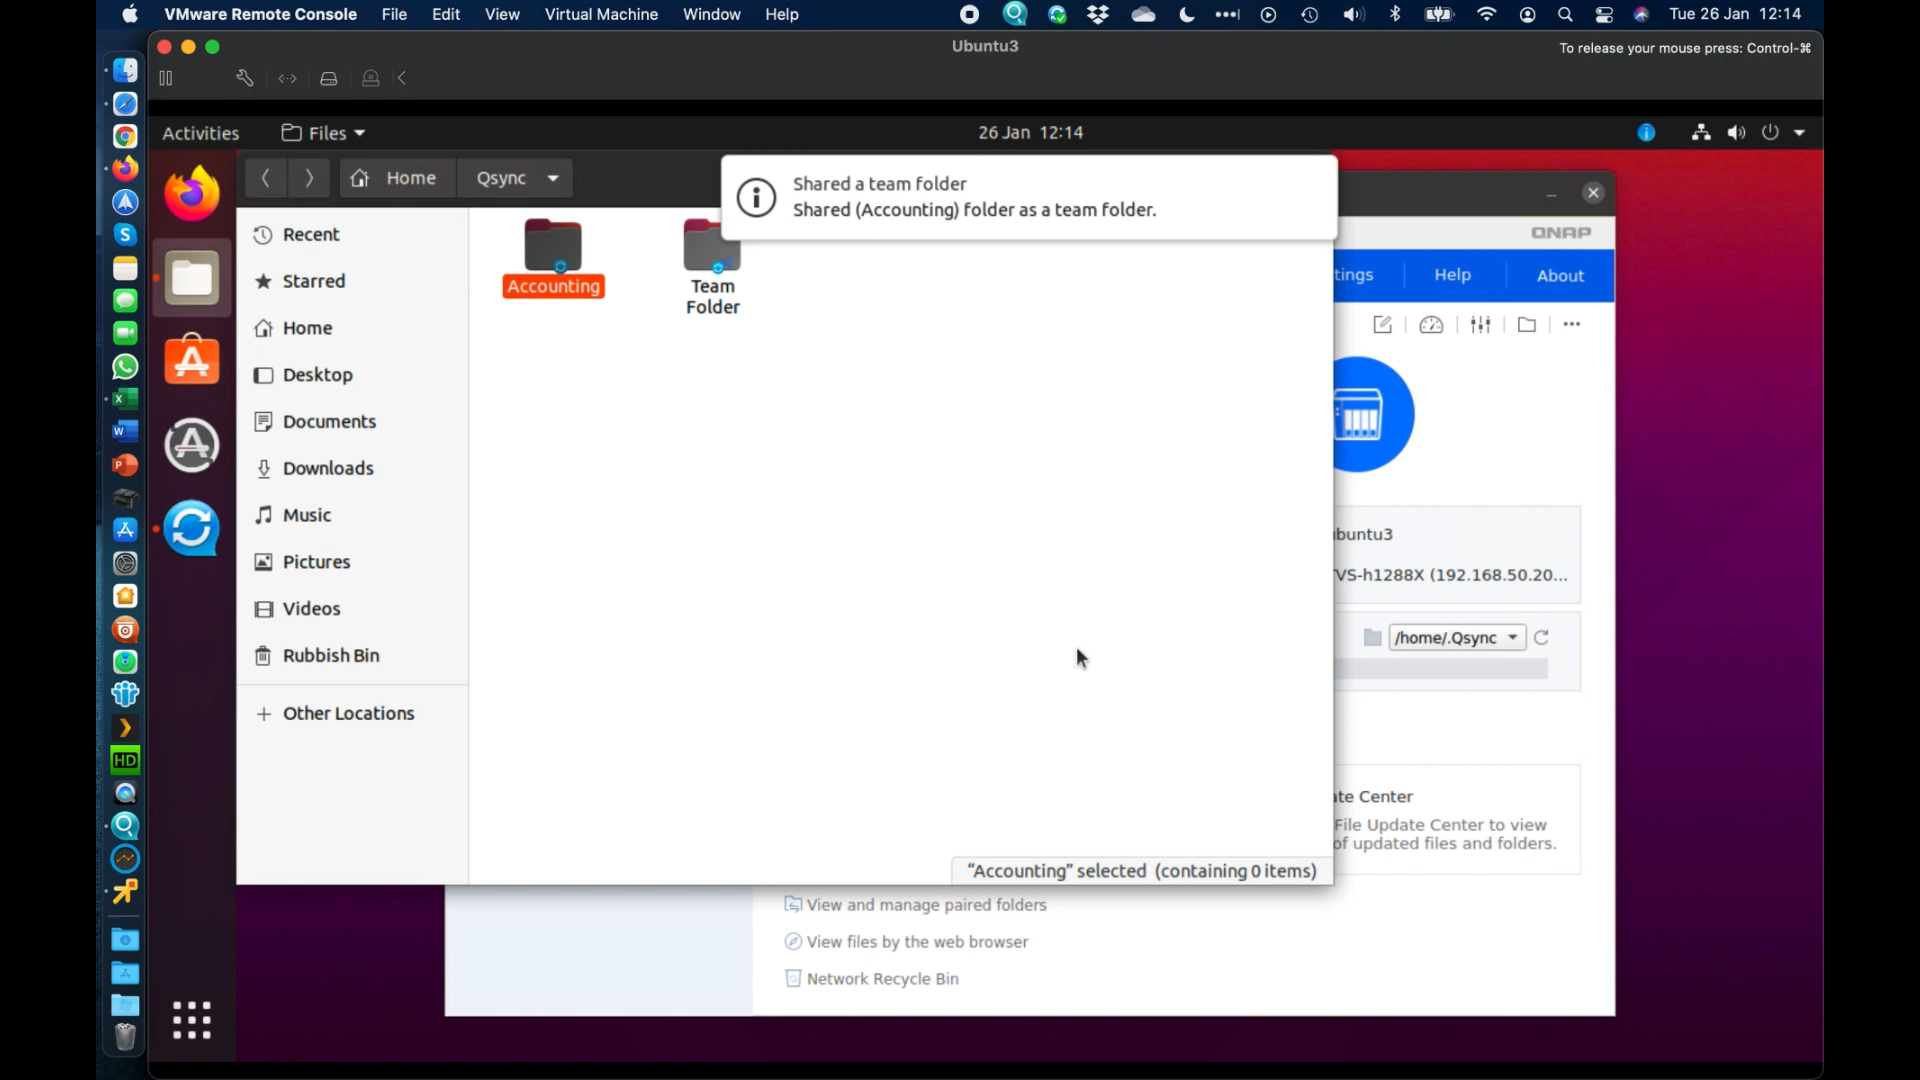 VMware Remote Console File Edit View Virtual Machine Window Help Tue 26 Jan 12:14
Ubuntu3
To release your mouse press: Control-⌘
Activities Files 26 Jan 12:14
Home Qsync
Shared a team folder
Shared (Accounting) folder as a team folder.
QNAP
tings Help About
Recent
Starred
Home
Desktop
Documents
Downloads
Music
Pictures
Videos
Rubbish Bin
+ Other Locations
Accounting
Team
Folder
buntu3
VS-h1288X (192.168.50.20...
/home/.Qsync
te Center
File Update Center to view
of updated files and folders.
"Accounting" selected (containing 0 items)
View and manage paired folders
View files by the web browser
Network Recycle Bin
HD